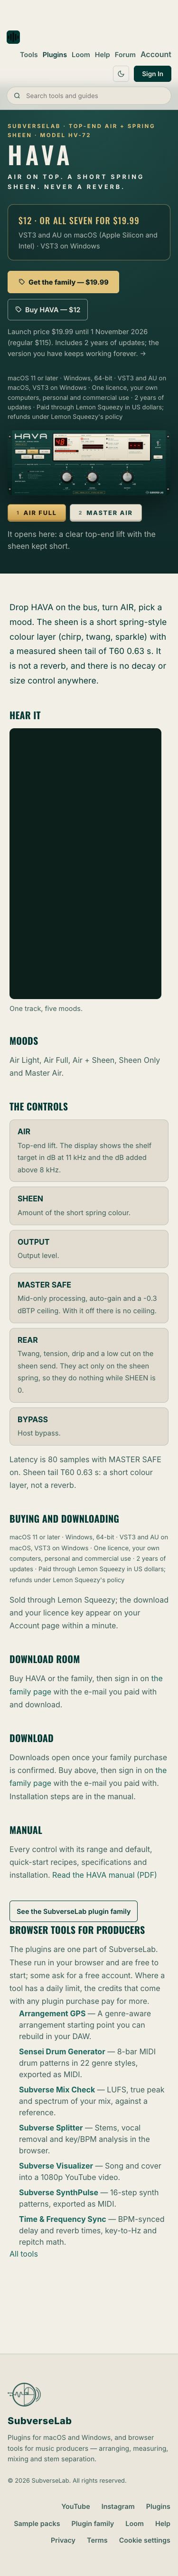 Tools Plugins Loom Help Forum Account
Sign In
Search tools and guides
SUBVERSELAB · TOP-END AIR + SPRING
SHEEN · MODEL HV-72
HAVA
AIR ON TOP. A SHORT SPRING
SHEEN. NEVER A REVERB.
$12 · OR ALL SEVEN FOR $19.99
VST3 and AU on macOS (Apple Silicon and
Intel) · VST3 on Windows
Get the family — $19.99
Buy HAVA — $12
Launch price $19.99 until 1 November 2026
(regular $115). Includes 2 years of updates; the
version you have keeps working forever. →
macOS 11 or later · Windows, 64-bit · VST3 and AU on
macOS, VST3 on Windows · One licence, your own
computers, personal and commercial use · 2 years of
updates · Paid through Lemon Squeezy in US dollars;
refunds under Lemon Squeezy's policy
HAVA
1 AIR FULL
2 MASTER AIR
It opens here: a clear top-end lift with the
sheen kept short.
Drop HAVA on the bus, turn AIR, pick a
mood. The sheen is a short spring-style
colour layer (chirp, twang, sparkle) with
a measured sheen tail of T60 0.63 s. It
is not a reverb, and there is no decay or
size control anywhere.
HEAR IT
One track, five moods.
MOODS
Air Light, Air Full, Air + Sheen, Sheen Only
and Master Air.
THE CONTROLS
AIR
Top-end lift. The display shows the shelf
target in dB at 11 kHz and the dB added
above 8 kHz.
SHEEN
Amount of the short spring colour.
OUTPUT
Output level.
MASTER SAFE
Mid-only processing, auto-gain and a -0.3
dBTP ceiling. With it off there is no ceiling.
REAR
Twang, tension, drip and a low cut on the
sheen send. They act only on the sheen
spring, so they do nothing while SHEEN is
0.
BYPASS
Host bypass.
Latency is 80 samples with MASTER SAFE
on. Sheen tail T60 0.63 s: a short colour
layer, not a reverb.
BUYING AND DOWNLOADING
macOS 11 or later · Windows, 64-bit · VST3 and AU on
macOS, VST3 on Windows · One licence, your own
computers, personal and commercial use · 2 years of
updates · Paid through Lemon Squeezy in US dollars;
refunds under Lemon Squeezy's policy
Sold through Lemon Squeezy; the download
and your licence key appear on your
Account page within a minute.
DOWNLOAD ROOM
Buy HAVA or the family, then sign in on the
family page with the e-mail you paid with
and download.
DOWNLOAD
Downloads open once your family purchase
is confirmed. Buy above, then sign in on the
family page with the e-mail you paid with.
Installation steps are in the manual.
MANUAL
Every control with its range and default,
quick-start recipes, specifications and
installation. Read the HAVA manual (PDF)
See the SubverseLab plugin family
BROWSER TOOLS FOR PRODUCERS
The plugins are one part of SubverseLab.
These run in your browser and are free to
start; some ask for a free account. Where a
tool has a daily limit, the credits that come
with any plugin purchase pay for more.
Arrangement GPS — A genre-aware
arrangement starting point you can
rebuild in your DAW.
Sensei Drum Generator — 8-bar MIDI
drum patterns in 22 genre styles,
exported as MIDI.
Subverse Mix Check — LUFS, true peak
and spectrum of your mix, against a
reference.
Subverse Splitter — Stems, vocal
removal and key/BPM analysis in the
browser.
Subverse Visualizer — Song and cover
into a 1080p YouTube video.
Subverse SynthPulse — 16-step synth
patterns, exported as MIDI.
Time & Frequency Sync — BPM-synced
delay and reverb times, key-to-Hz and
repitch math.
All tools
SubverseLab
Plugins for macOS and Windows, and browser
tools for music producers — arranging, measuring,
mixing and stem separation.
© 2026 SubverseLab. All rights reserved.
YouTube Instagram Plugins
Sample packs Plugin family Loom Help
Privacy Terms Cookie settings